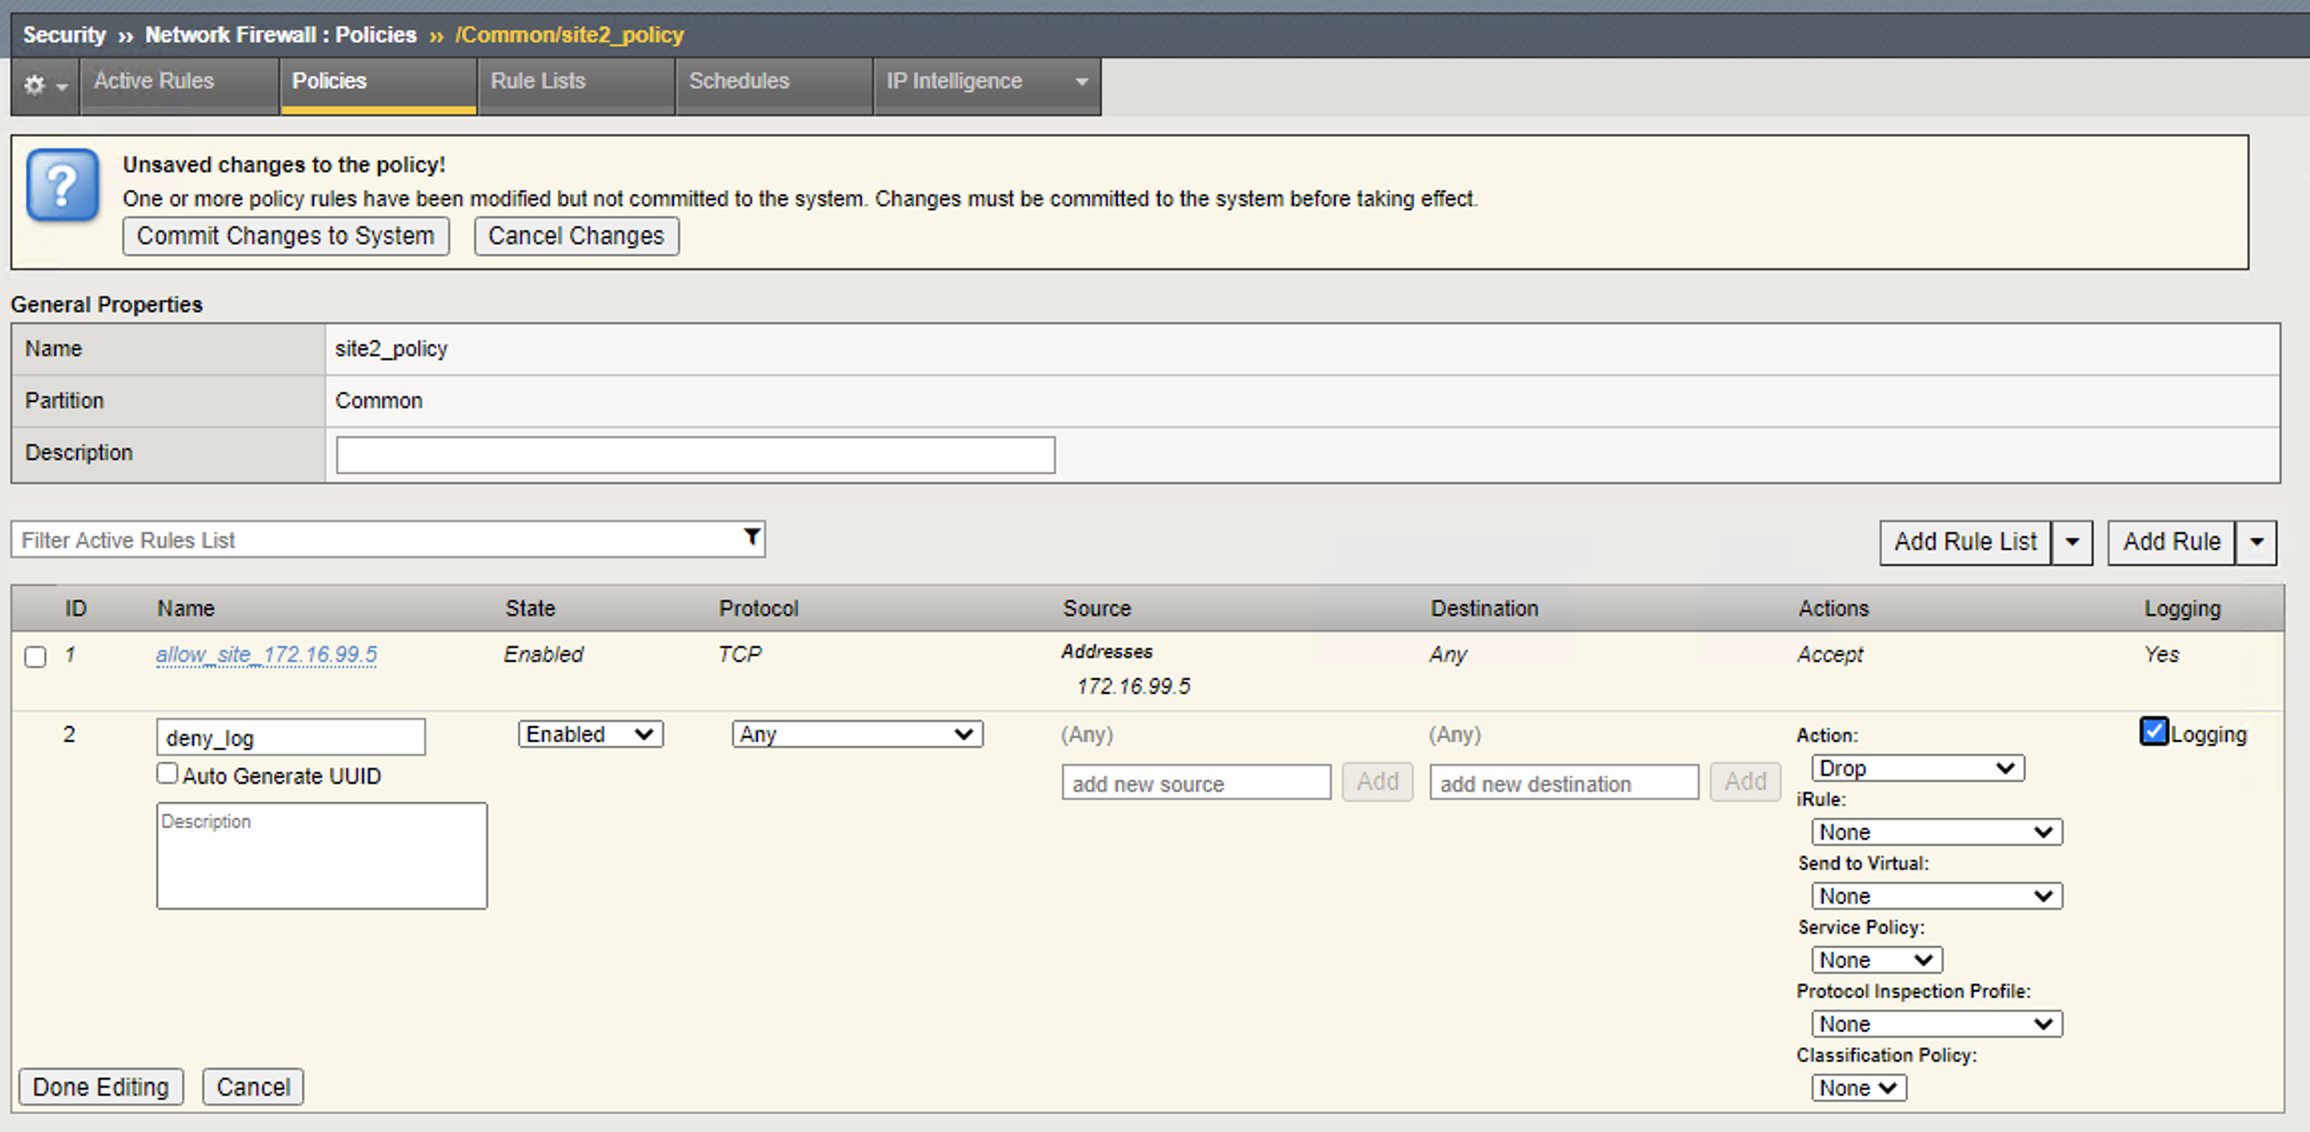 Security ›› Network Firewall : Policies ›› /Common/site2_policy
Active Rules Policies Rule Lists Schedules IP Intelligence
Unsaved changes to the policy!
One or more policy rules have been modified but not committed to the system. Changes must be committed to the system before taking effect.
Commit Changes to System Cancel Changes
General Properties
Name site2_policy
Partition Common
Description
Filter Active Rules List Add Rule List Add Rule
ID Name State Protocol Source Destination Actions Logging
1 allow_site_172.16.99.5 Enabled TCP Addresses Any Accept Yes
172.16.99.5
2 deny_log Enabled Any (Any) (Any) Action: Logging
Auto Generate UUID add new source Add add new destination Add Drop
Description iRule:
None
Send to Virtual:
None
Service Policy:
None
Protocol Inspection Profile:
None
Classification Policy:
Done Editing Cancel None